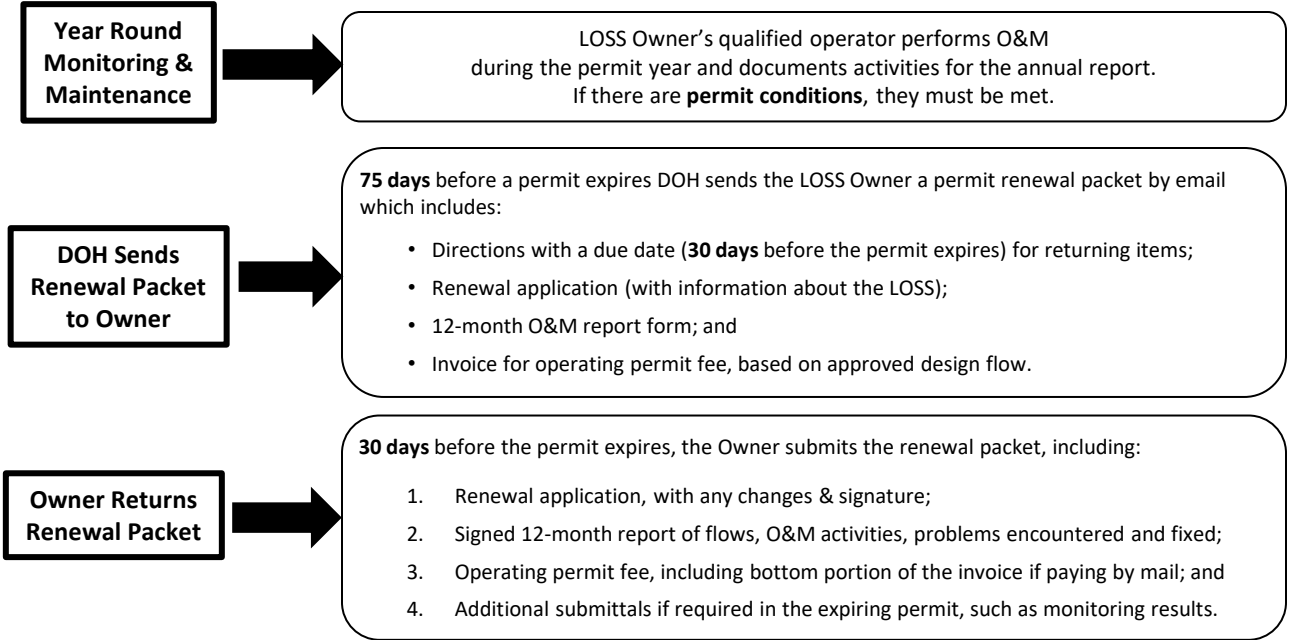 Year Round
Monitoring &
Maintenance
LOSS Owner's qualified operator performs O&M
during the permit year and documents activities for the annual report.
If there are permit conditions, they must be met.
DOH Sends
Renewal Packet
to Owner
75 days before a permit expires DOH sends the LOSS Owner a permit renewal packet by email
which includes:
• Directions with a due date (30 days before the permit expires) for returning items;
• Renewal application (with information about the LOSS);
• 12-month O&M report form; and
• Invoice for operating permit fee, based on approved design flow.
Owner Returns
Renewal Packet
30 days before the permit expires, the Owner submits the renewal packet, including:
1. Renewal application, with any changes & signature;
2. Signed 12-month report of flows, O&M activities, problems encountered and fixed;
3. Operating permit fee, including bottom portion of the invoice if paying by mail; and
4. Additional submittals if required in the expiring permit, such as monitoring results.